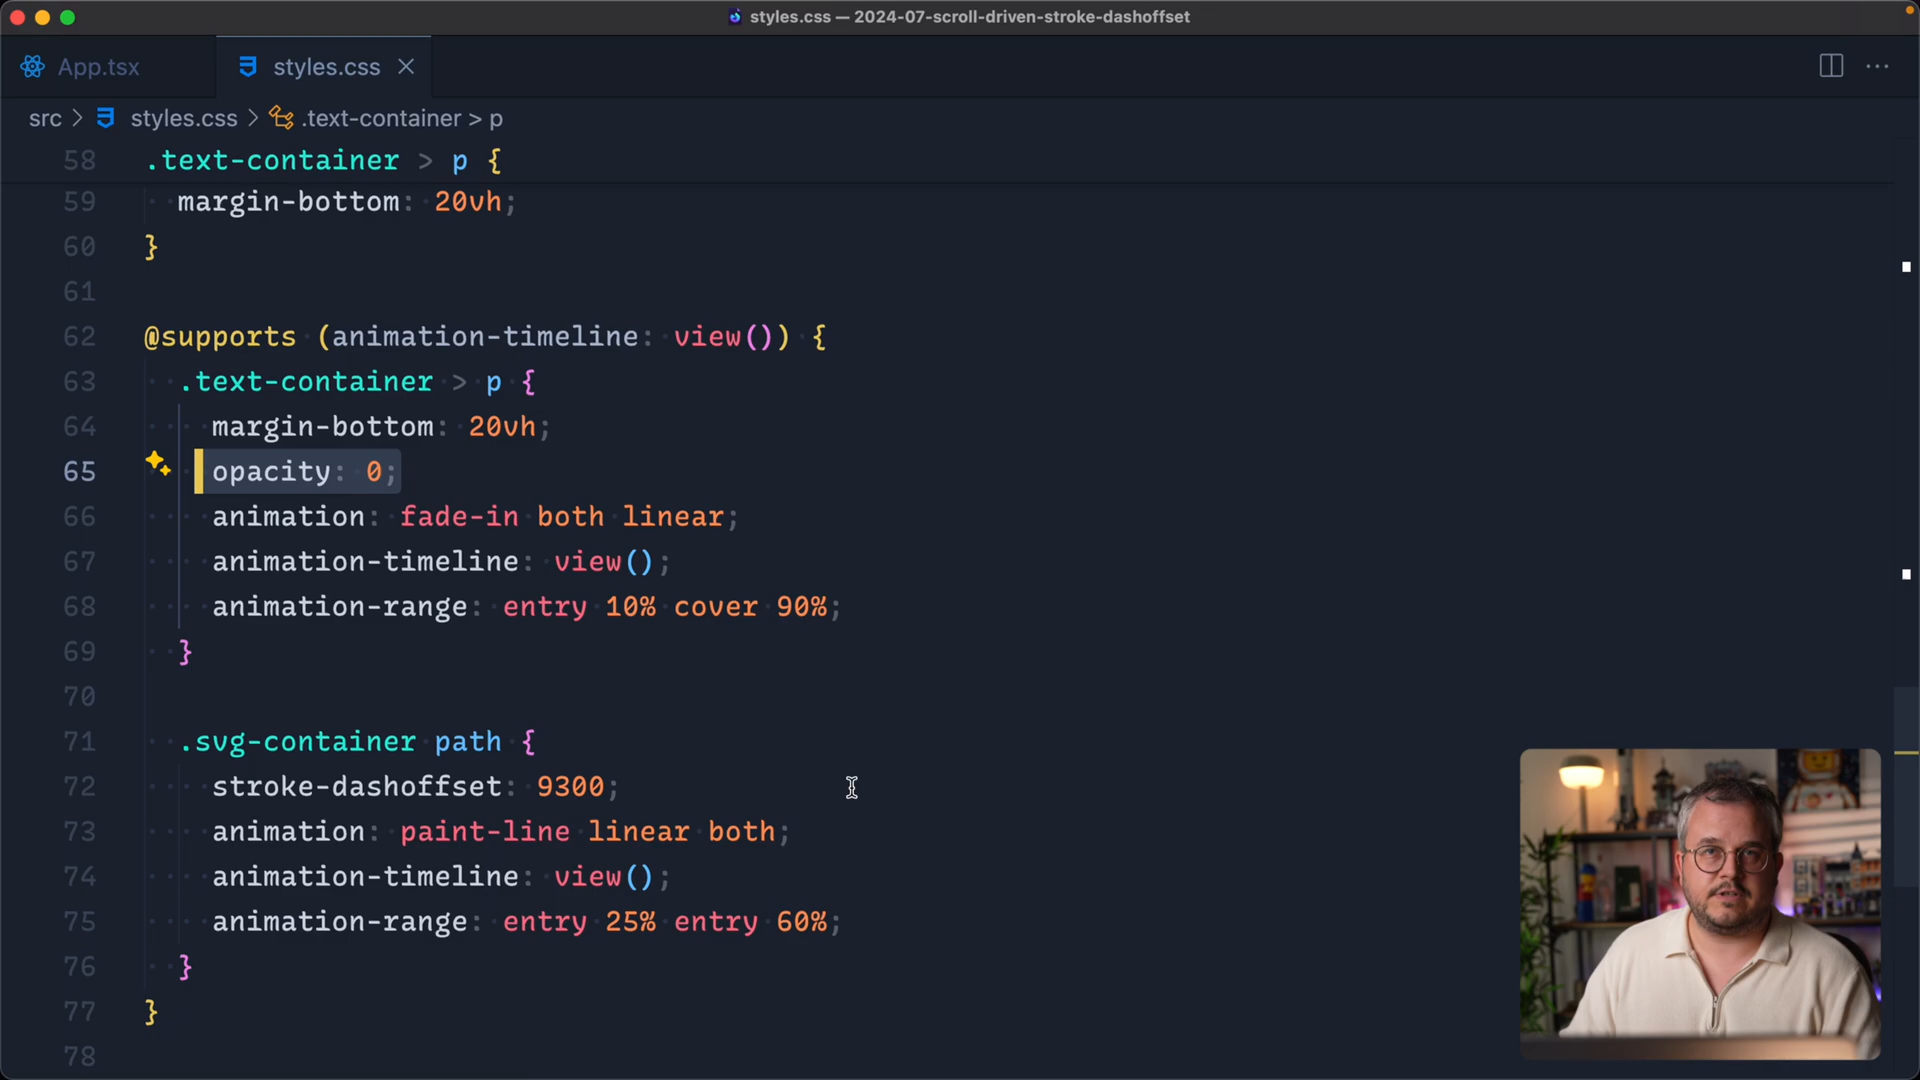 styles.css — 2024-07-scroll-driven-stroke-dashoffset
App.tsx
styles.css
src > styles.css > .text-container > p
58 .text-container > p {
59 margin-bottom: 20vh;
60 }
61
62 @supports (animation-timeline: view()) {
63 .text-container > p {
64 margin-bottom: 20vh;
65 opacity: 0;
66 animation: fade-in both linear;
67 animation-timeline: view();
68 animation-range: entry 10% cover 90%;
69 }
70
71 .svg-container path {
72 stroke-dashoffset: 9300;
73 animation: paint-line linear both;
74 animation-timeline: view();
75 animation-range: entry 25% entry 60%;
76 }
77 }
78